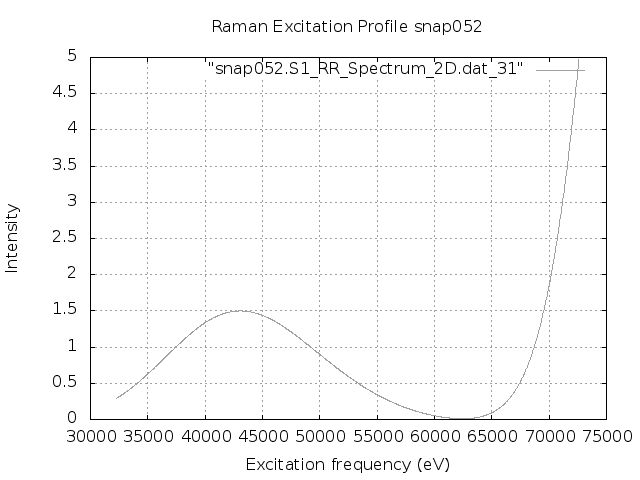 Raman Excitation Profile snap052
"snap052.S1_RR_Spectrum_2D.dat_31"
5
4.5
4
3.5
3
2.5
2
1.5
1
0.5
0
Intensity
30000 35000 40000 45000 50000 55000 60000 65000 70000 75000
Excitation frequency (eV)